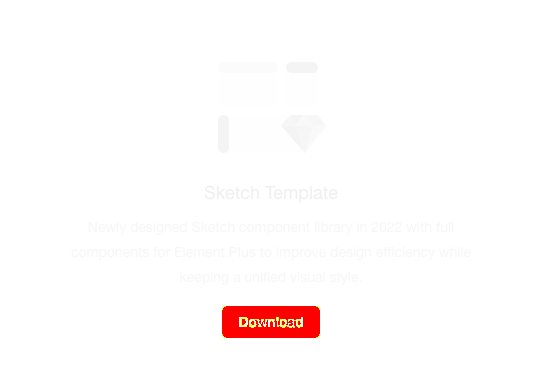 Sketch Template
Newly designed Sketch component library in 2022 with full
components for Element Plus to improve design efficiency while
keeping a unified visual style.
Download